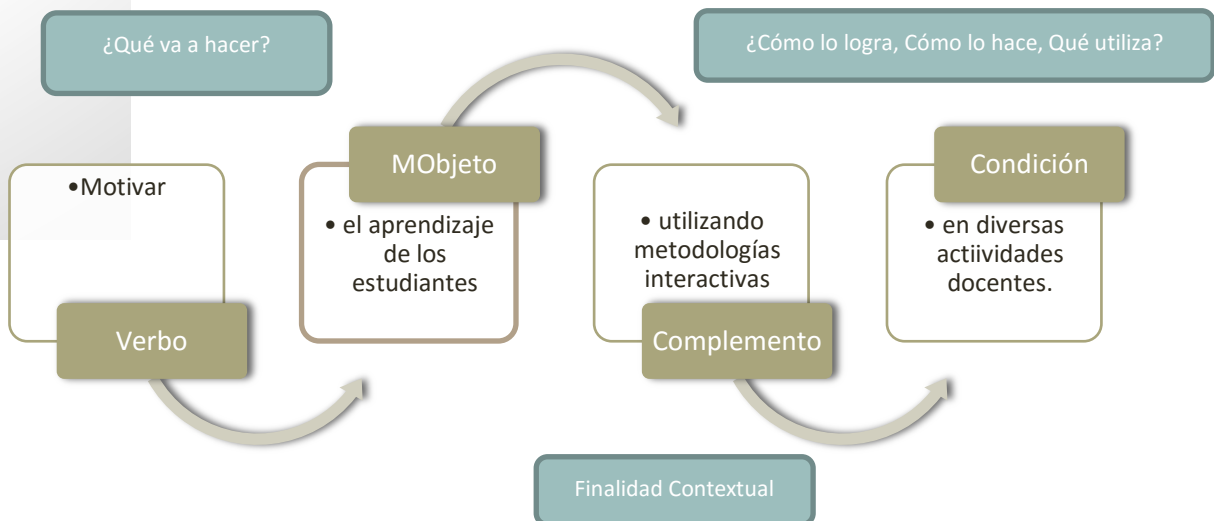 ¿Qué va a hacer?
¿Cómo lo logra, Cómo lo hace, Qué utiliza?
•Motivar
Verbo
MObjeto
• el aprendizaje
de los
estudiantes
• utilizando
metodologías
interactivas
Complemento
Condición
• en diversas
actiividades
docentes.
Finalidad Contextual